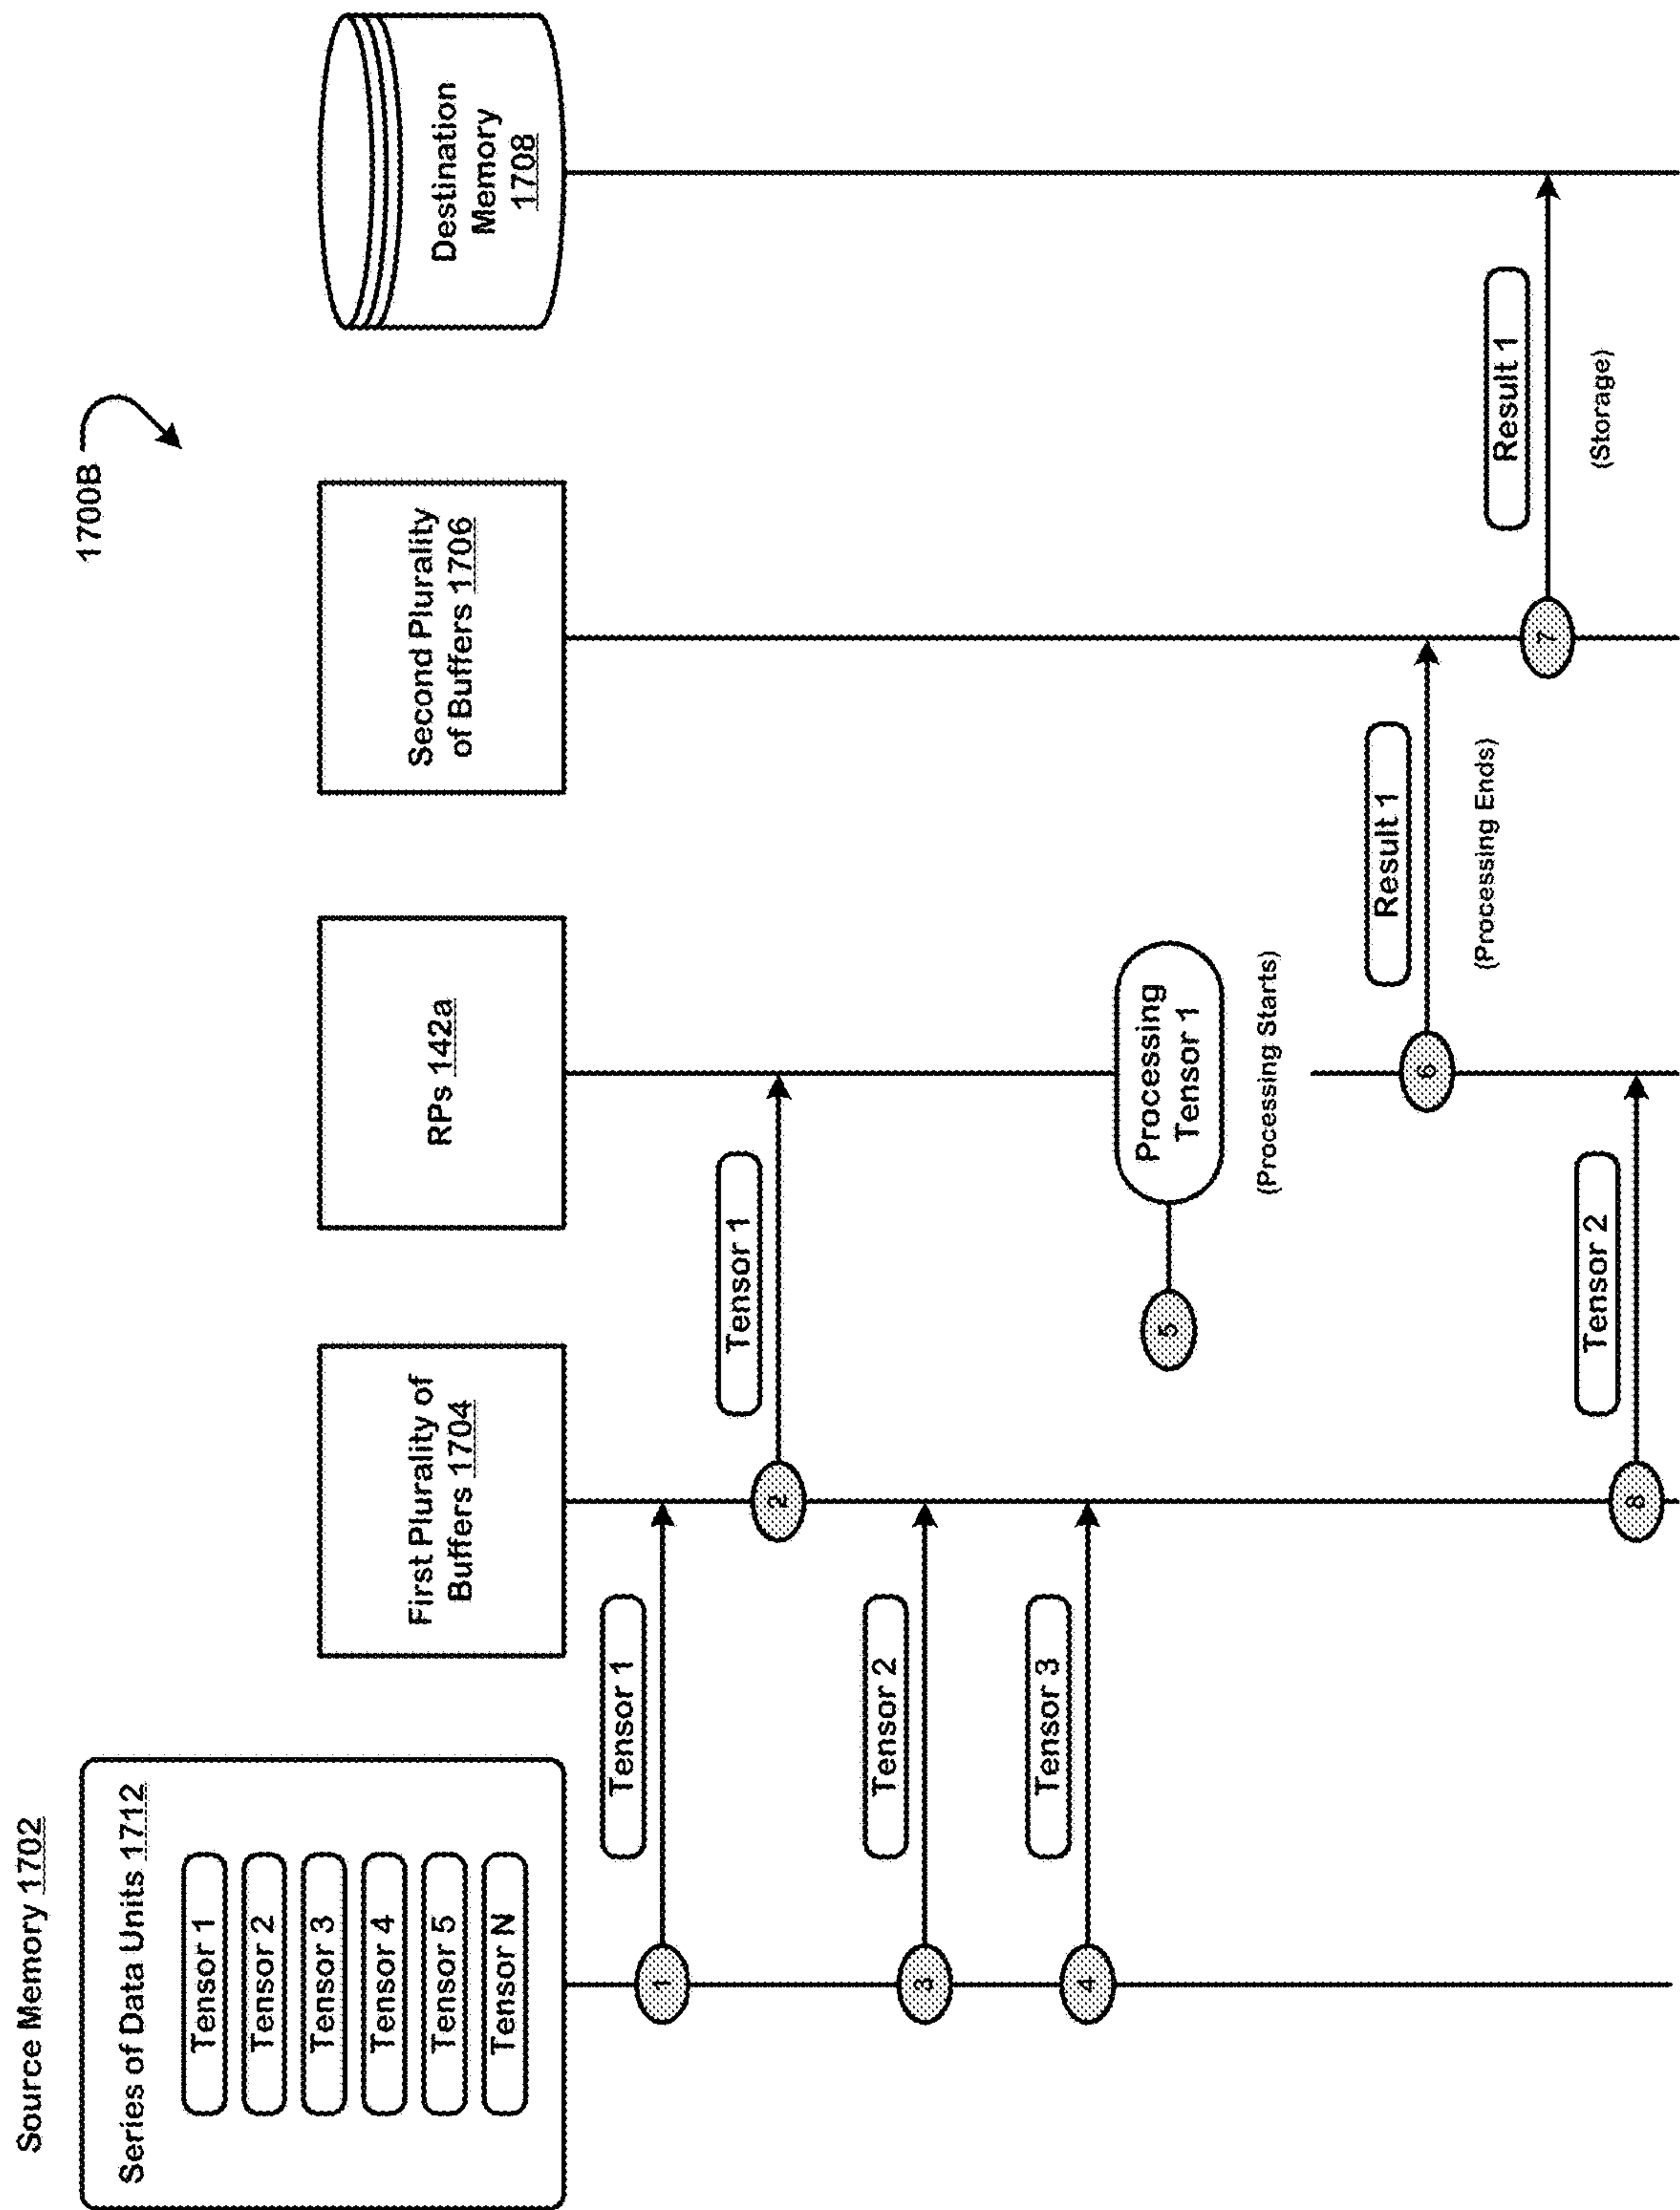 1700B
Source Memory 1702
Series of Data Units 1712
Tensor 1
Tensor 2
Tensor 3
Tensor 4
Tensor 5
Tensor N
First Plurality of
Buffers 1704
RPs 142a
Second Plurality
of Buffers 1706
Destination
Memory
1708
Tensor 1
1
Tensor 1
2
Tensor 2
3
Tensor 3
4
5
Processing
Tensor 1
(Processing Starts)
Result 1
6
(Processing Ends)
Result 1
7
(Storage)
Tensor 2
8